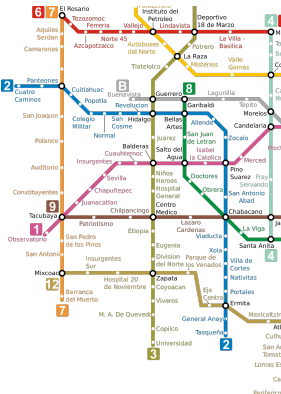 Instituto del
Petroleo
Deportivo
18 de Marzo
4
6
7
El Rosario
Tezozomoc
Ferreria
Vallejo
Lindavista
Norte 45
Azcapotzalco
Autobuses
del Norte
La Villa -
Basilica
Aquiles
Serdan
Camarones
Potrero
La Raza
Misterios
Valle
Gomez
Tlatelolco
Panteones
2
Cuatro
Caminos
Cuitlahuac
Popotla
B
Buenavista
Guerrero
8
Lagunilla
Tepito
Revolucion
Garibaldi
Morelos
San Joaquin
Colegio
Militar
San
Cosme
Hidalgo
Bellas
Artes
Allende
Candelaria
Normal
Zocalo
Polanco
Juarez
San Juan
de Letran
Balderas
Cuauhtemoc
Salto del
Agua
Isabel
la Catolica
Merced
Insurgentes
Auditorio
Pino
Suarez
Fray
Servando
Sevilla
Chapultepec
Niños
Heroes
Hospital
General
Doctores
Obrera
San Antonio
Abad
Constituyentes
Juanacatlan
9
Tacubaya
Chilpancingo
Centro
Medico
Chabacano
Patriotismo
Lazaro
Cardenas
1
Observatorio
Etiopia
La Viga
San Pedro
de los Pinos
Viaducto
Santa Anita
Eugenia
Xola
San Antonio
Insurgentes
Sur
Division
del Norte
Parque de
los Venados
Villa de
Cortes
4
Mixcoac
Nativitas
12
Hospital 20
de Noviembre
Zapata
Coyoacan
Eje
Central
Portales
7
Barranca
del Muerto
Viveros
Ermita
M. A. De Quevedo
General Anaya
Mexicaltzin
Copilco
Tasqueña
3
Universidad
2